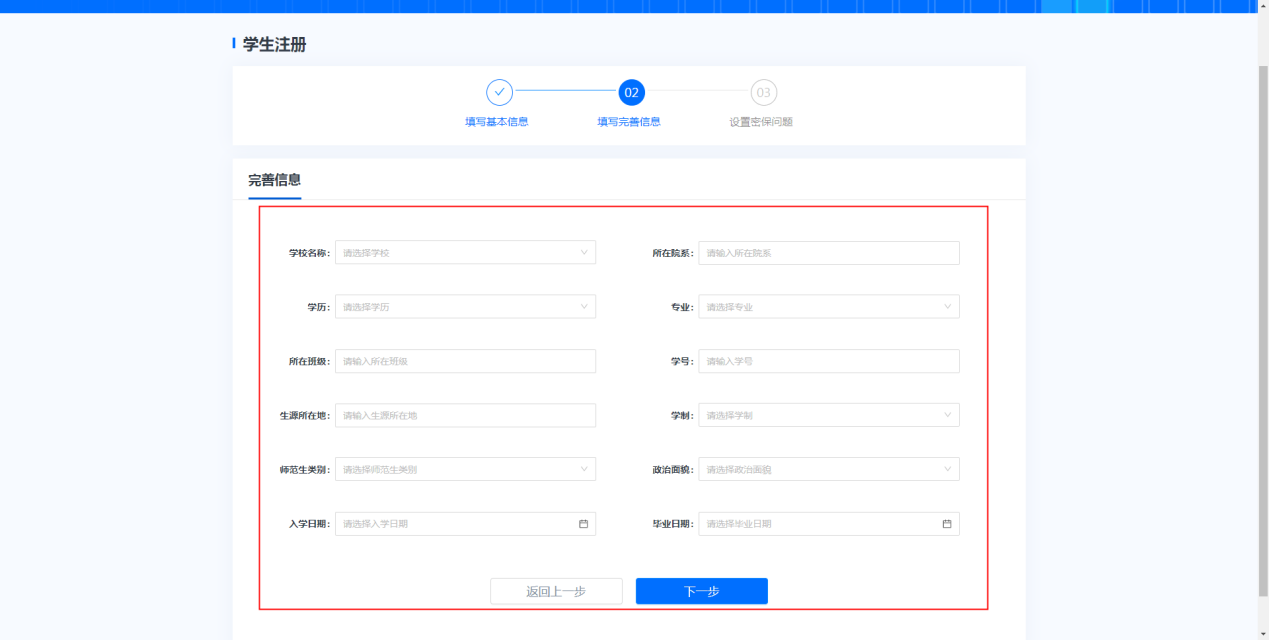 学生注册
02
03
填写基本信息
填写完善信息
设置密保问题
完善信息
学校名称: 请选择学校
所在院系: 请输入所在院系
学历: 请选择学历
专业: 请选择专业
所在班级: 请输入所在班级
学号: 请输入学号
生源所在地: 请输入生源所在地
学制: 请选择学制
师范生类别: 请选择师范生类别
政治面貌: 请选择政治面貌
入学日期: 请选择入学日期
毕业日期: 请选择毕业日期
返回上一步
下一步